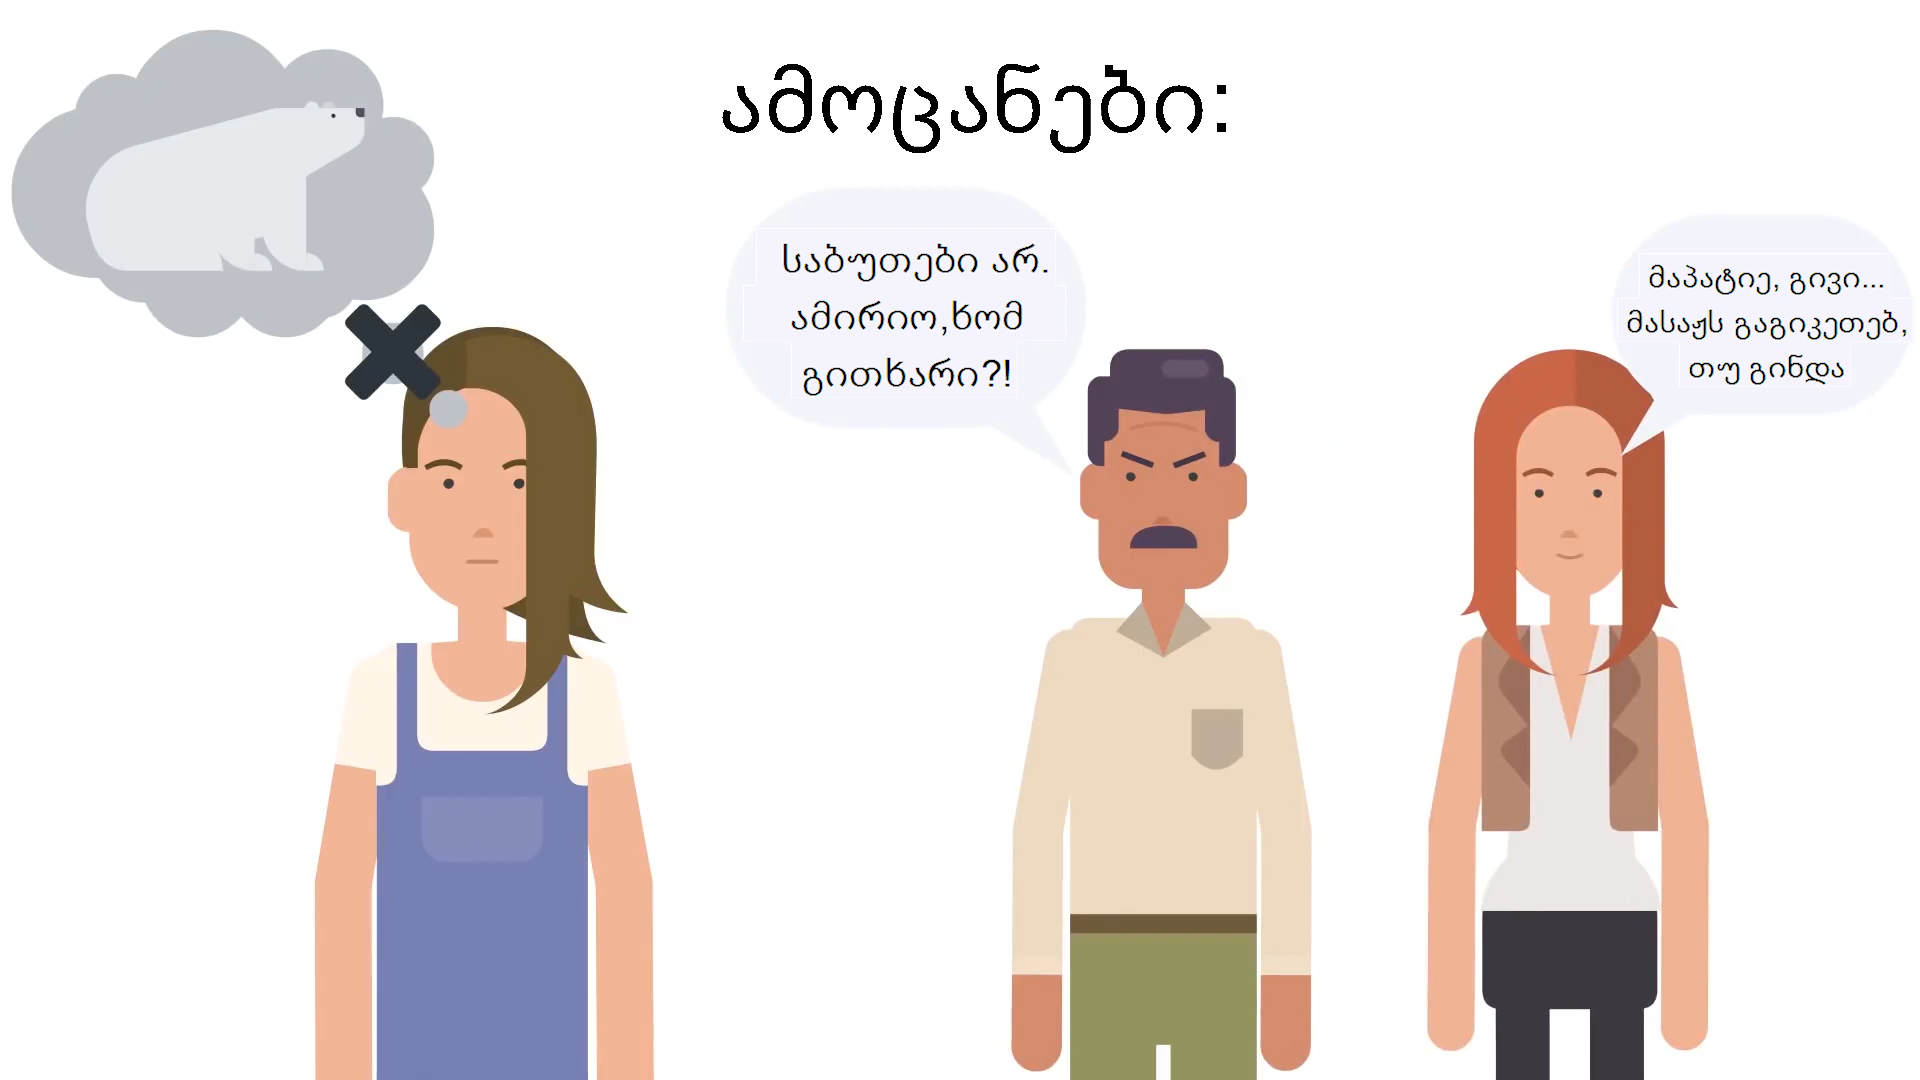 ამოცანები:
საბუთები არ.
ამირიო,ხომ
გითხარი?!
მაპატიე, გივი...
მასაჟს გაგიკეთებ,
თუ გინდა